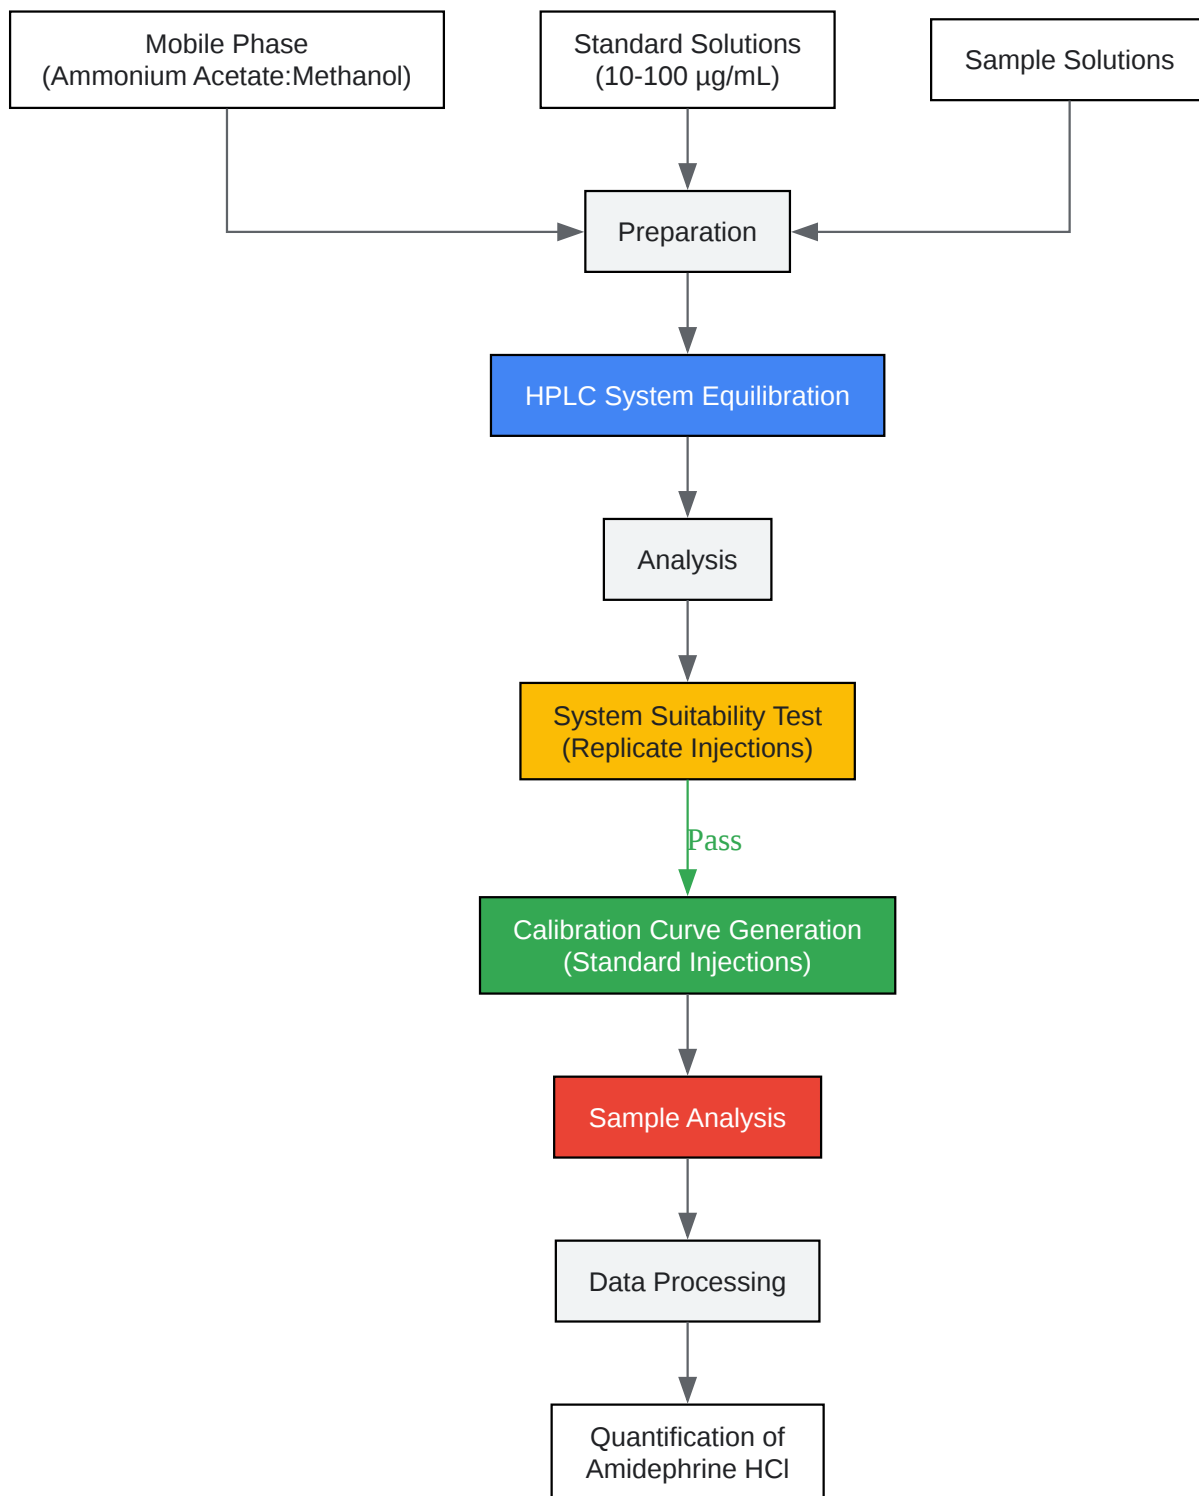 Mobile Phase
(Ammonium Acetate:Methanol)
Standard Solutions
(10-100 µg/mL)
Sample Solutions
Preparation
HPLC System Equilibration
Analysis
System Suitability Test
(Replicate Injections)
Pass
Calibration Curve Generation
(Standard Injections)
Sample Analysis
Data Processing
Quantification of
Amidephrine HCl